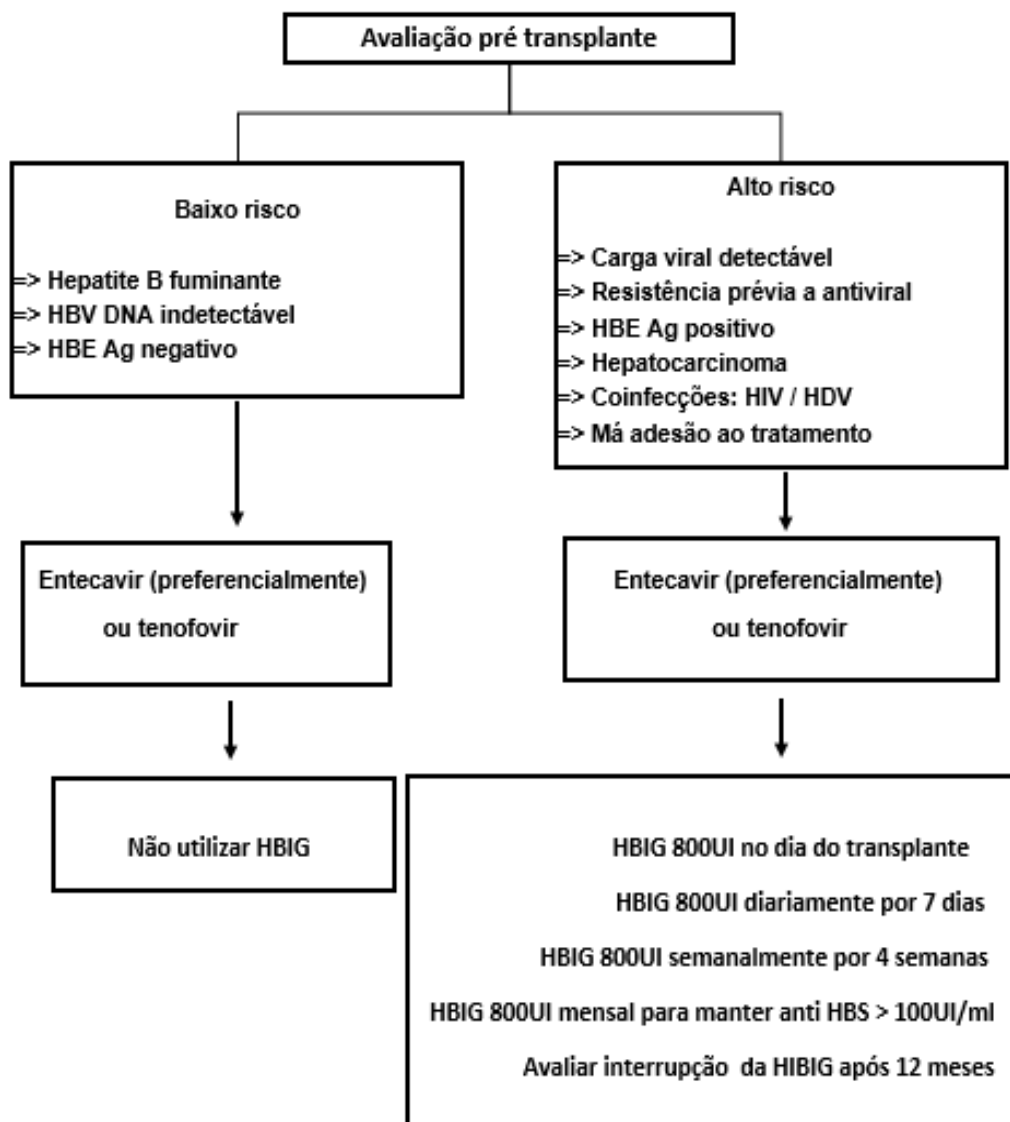 Avaliação pré transplante
Baixo risco
=> Hepatite B fuminante
=> HBV DNA indetectável
=> HBE Ag negativo
Alto risco
=> Carga viral detectável
=> Resistência prévia a antiviral
=> HBE Ag positivo
=> Hepatocarcinoma
=> Coinfecções: HIV / HDV
=> Má adesão ao tratamento
Entecavir (preferencialmente)
ou tenofovir
Entecavir (preferencialmente)
ou tenofovir
Não utilizar HBIG
HBIG 800UI no dia do transplante
HBIG 800UI diariamente por 7 dias
HBIG 800UI semanalmente por 4 semanas
HBIG 800UI mensal para manter anti HBS > 100UI/ml
Avaliar interrupção da HIBIG após 12 meses